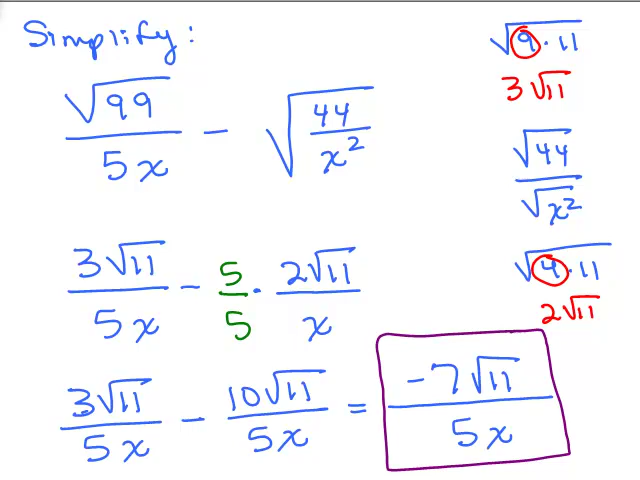 Simplify:
√99/5x − √(44/x²)
3√11/5x − 5/5 · 2√11/x
3√11/5x − 10√11/5x = −7√11/5x
√(9·11)
3√11
√44/√x²
√(4·11)
2√11